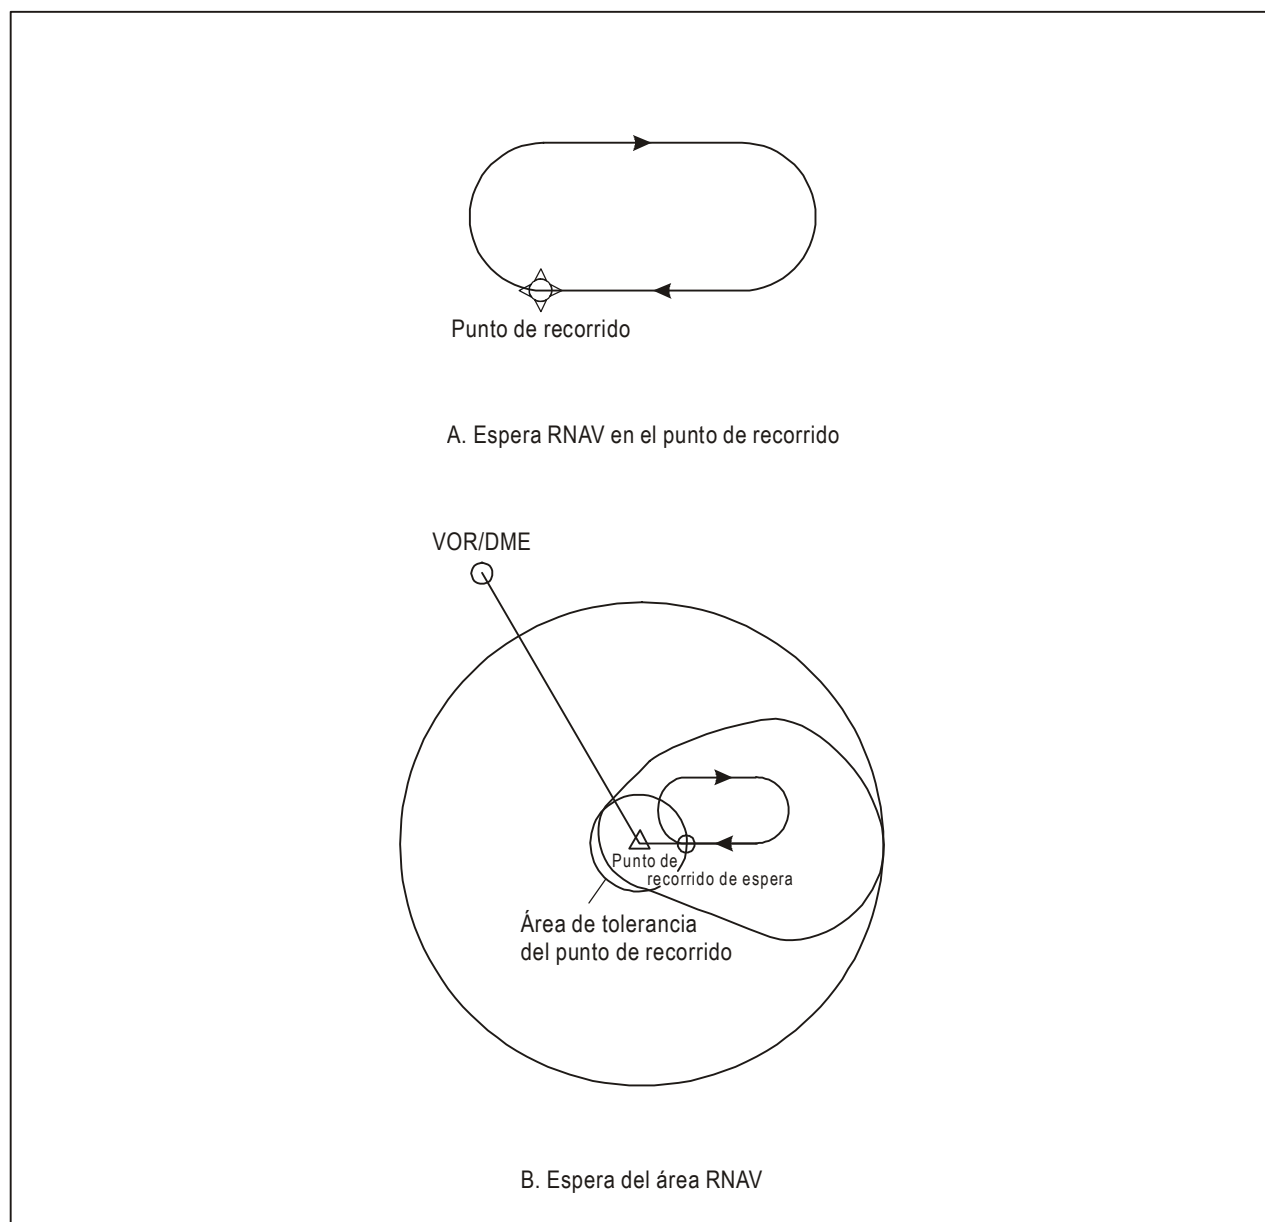 Punto de recorrido
A. Espera RNAV en el punto de recorrido
VOR/DME
Punto de
recorrido de espera
Área de tolerancia
del punto de recorrido
B. Espera del área RNAV